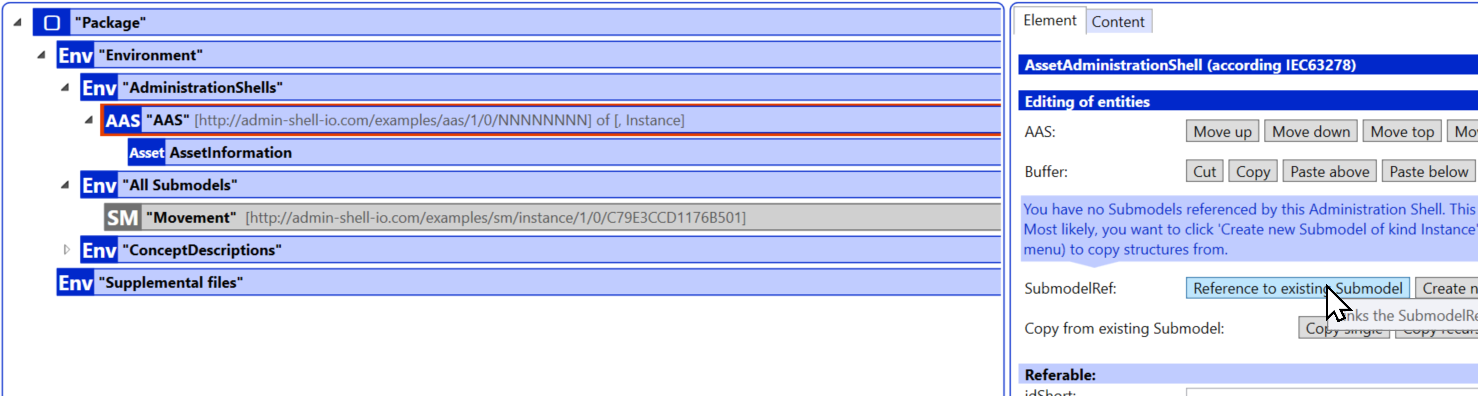 "Package"
Env "Environment"
Env "AdministrationShells"
AAS "AAS" [http://admin-shell-io.com/examples/aas/1/0/NNNNNNNN] of [, Instance]
Asset AssetInformation
Env "All Submodels"
SM "Movement" [http://admin-shell-io.com/examples/sm/instance/1/0/C79E3CCD1176B501]
Env "ConceptDescriptions"
Env "Supplemental files"
Element Content
AssetAdministrationShell (according IEC63278)
Editing of entities
AAS: Move up Move down Move top Mov
Buffer: Cut Copy Paste above Paste below
You have no Submodels referenced by this Administration Shell. This
Most likely, you want to click 'Create new Submodel of kind Instance'
menu) to copy structures from.
SubmodelRef: Reference to existing Submodel Create n
the SubmodelRe
Copy from existing Submodel: Copy single Copy recur
Referable:
idShort: